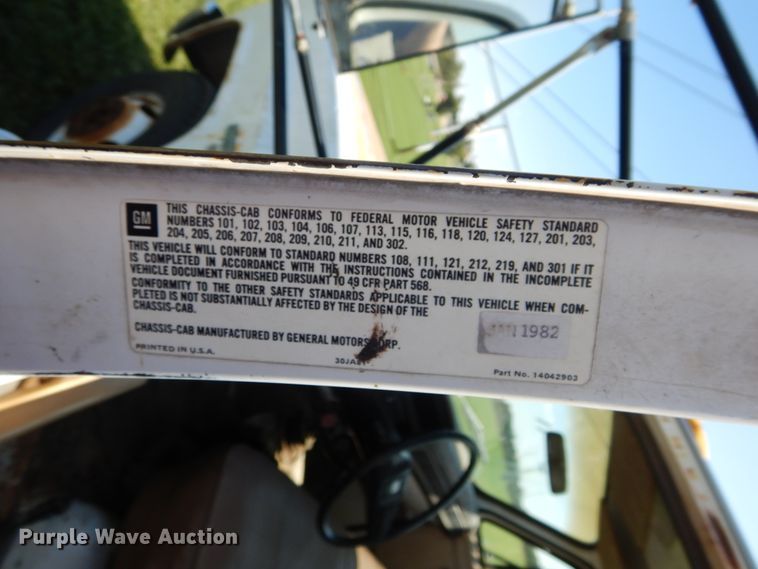 GM
THIS CHASSIS-CAB CONFORMS TO FEDERAL MOTOR VEHICLE SAFETY STANDARD
NUMBERS 101, 102, 103, 104, 106, 107, 113, 115, 116, 118, 120, 124, 127, 201, 203,
204, 205, 206, 207, 208, 209, 210, 211, AND 302.
THIS VEHICLE WILL CONFORM TO STANDARD NUMBERS 108, 111, 121, 212, 219, AND 301 IF IT
IS COMPLETED IN ACCORDANCE WITH THE INSTRUCTIONS CONTAINED IN THE INCOMPLETE
VEHICLE DOCUMENT FURNISHED PURSUANT TO 49 CFR PART 568.
CONFORMITY TO THE OTHER SAFETY STANDARDS APPLICABLE TO THIS VEHICLE WHEN COM-
PLETED IS NOT SUBSTANTIALLY AFFECTED BY THE DESIGN OF THE
CHASSIS-CAB.
JAN 1982
CHASSIS-CAB MANUFACTURED BY GENERAL MOTORS CORP.
PRINTED IN U.S.A.
Part No. 14042903
Purple Wave Auction